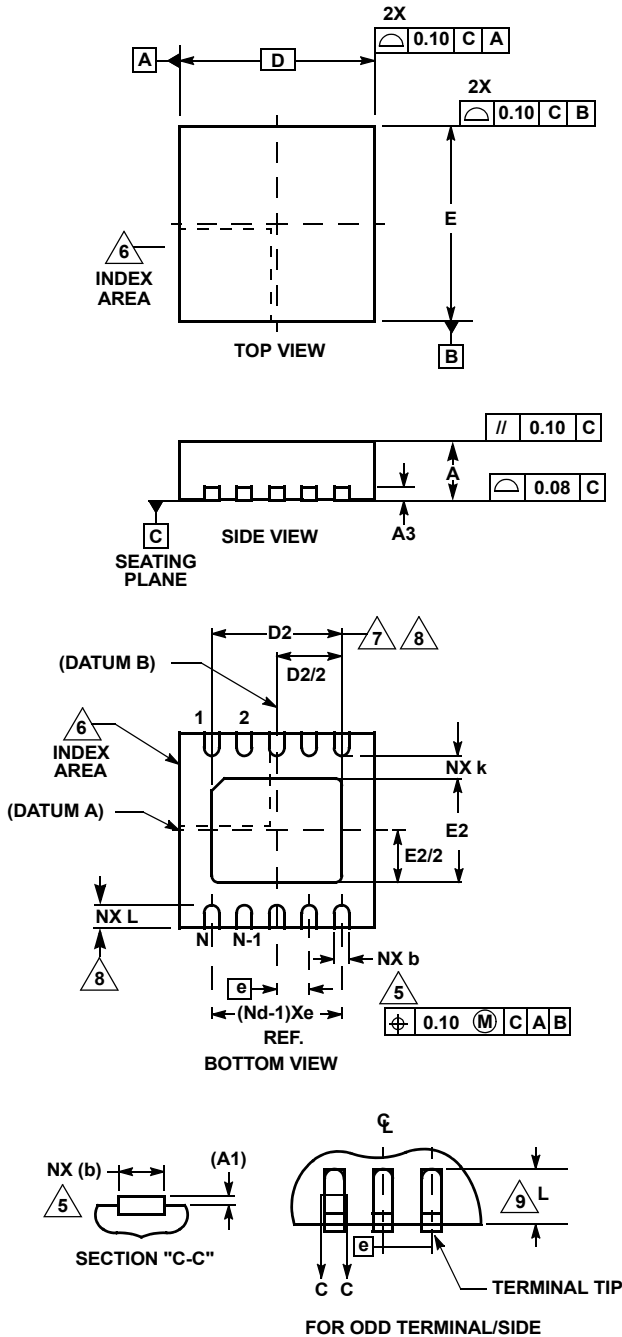 2X
⌓ 0.10 C A
A
D
2X
⌓ 0.10 C B
E
6
INDEX
AREA
TOP VIEW
B
// 0.10 C
A
⌓ 0.08 C
C
SEATING
PLANE
SIDE VIEW
A3
D2
7 8
(DATUM B)
D2/2
6
INDEX
AREA
1 2
NX k
(DATUM A)
E2
E2/2
NX L
8
N N-1
NX b
5
e
(Nd-1)Xe
REF.
⌖ 0.10 Ⓜ C A B
BOTTOM VIEW
NX (b)
(A1)
5
SECTION "C-C"
℄
9 L
e
C C
TERMINAL TIP
FOR ODD TERMINAL/SIDE